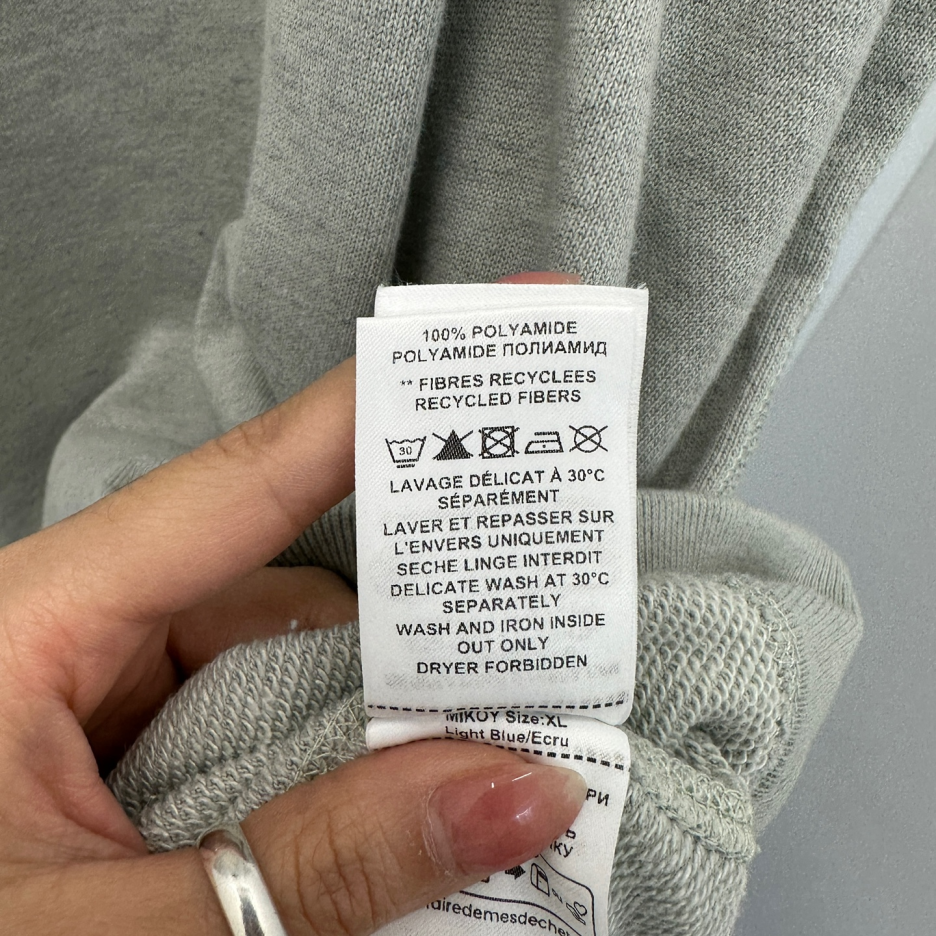 100% POLYAMIDE
POLYAMIDE ПОЛИАМИД
** FIBRES RECYCLEES
RECYCLED FIBERS
30
LAVAGE DÉLICAT À 30°C
SÉPARÉMENT
LAVER ET REPASSER SUR
L'ENVERS UNIQUEMENT
SECHE LINGE INTERDIT
DELICATE WASH AT 30°C
SEPARATELY
WASH AND IRON INSIDE
OUT ONLY
DRYER FORBIDDEN
MIKOY Size:XL
Light Blue/Ecru